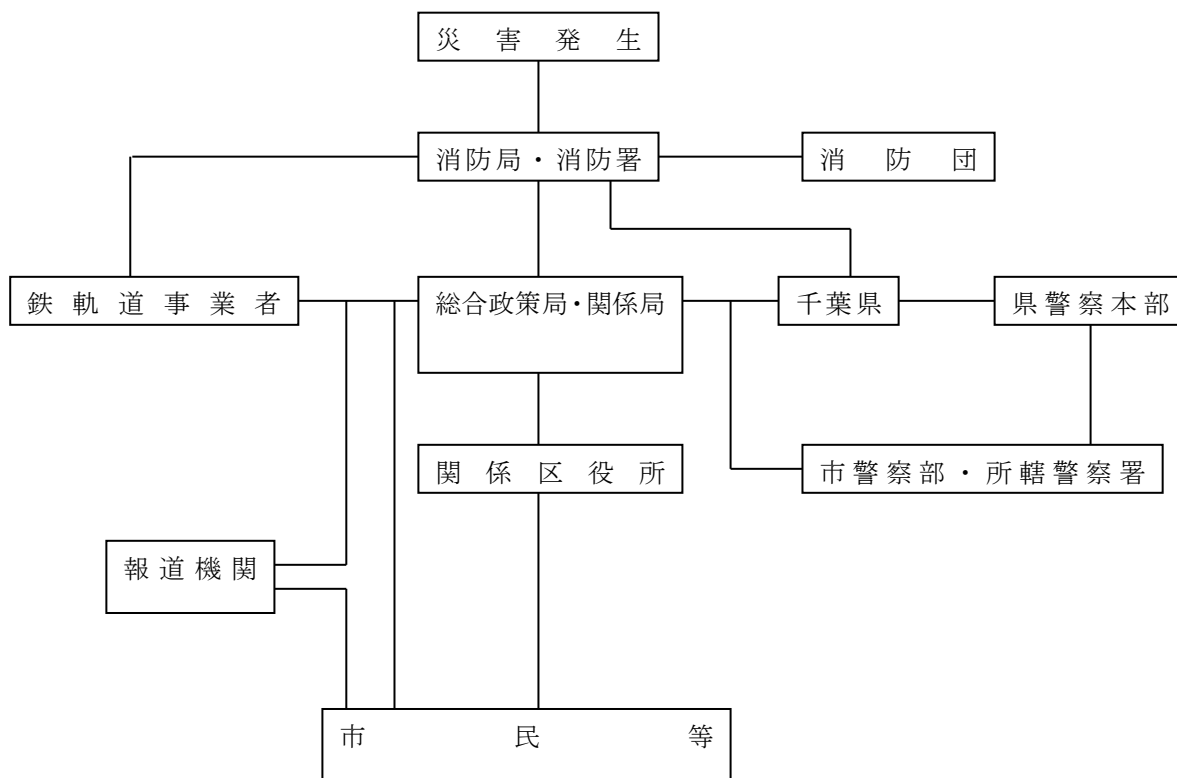 災害発生
消防局・消防署
消防団
鉄軌道事業者
総合政策局・関係局
千葉県
県警察本部
関係区役所
市警察部・所轄警察署
報道機関
市民等